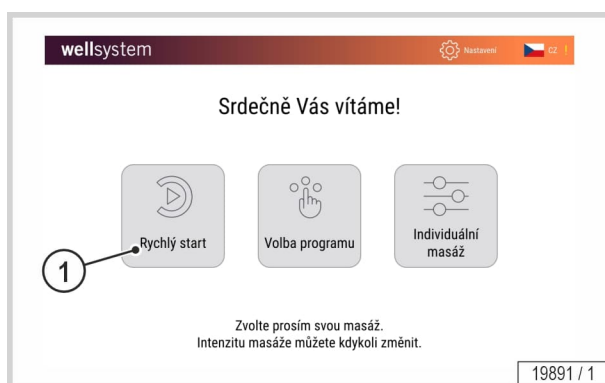 wellsystem
Nastavení
CZ !
Srdečně Vás vítáme!
Rychlý start
Volba programu
Individuální
masáž
1
Zvolte prosím svou masáž.
Intenzitu masáže můžete kdykoli změnit.
19891 / 1